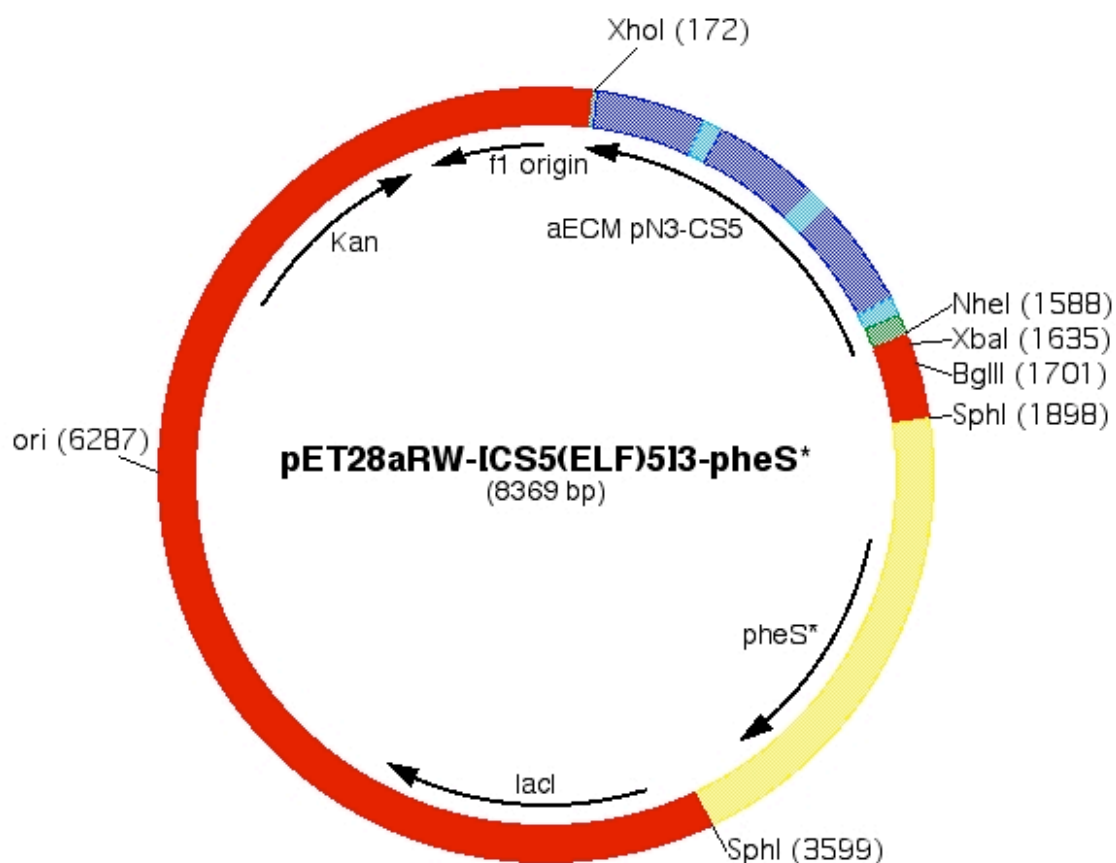 XhoI (172)
f1 origin
Kan
aECM pN3-CS5
NheI (1588)
XbaI (1635)
BglII (1701)
SphI (1898)
ori (6287)
pET28aRW-[CS5(ELF)5]3-pheS*
(8369 bp)
pheS*
lacI
SphI (3599)